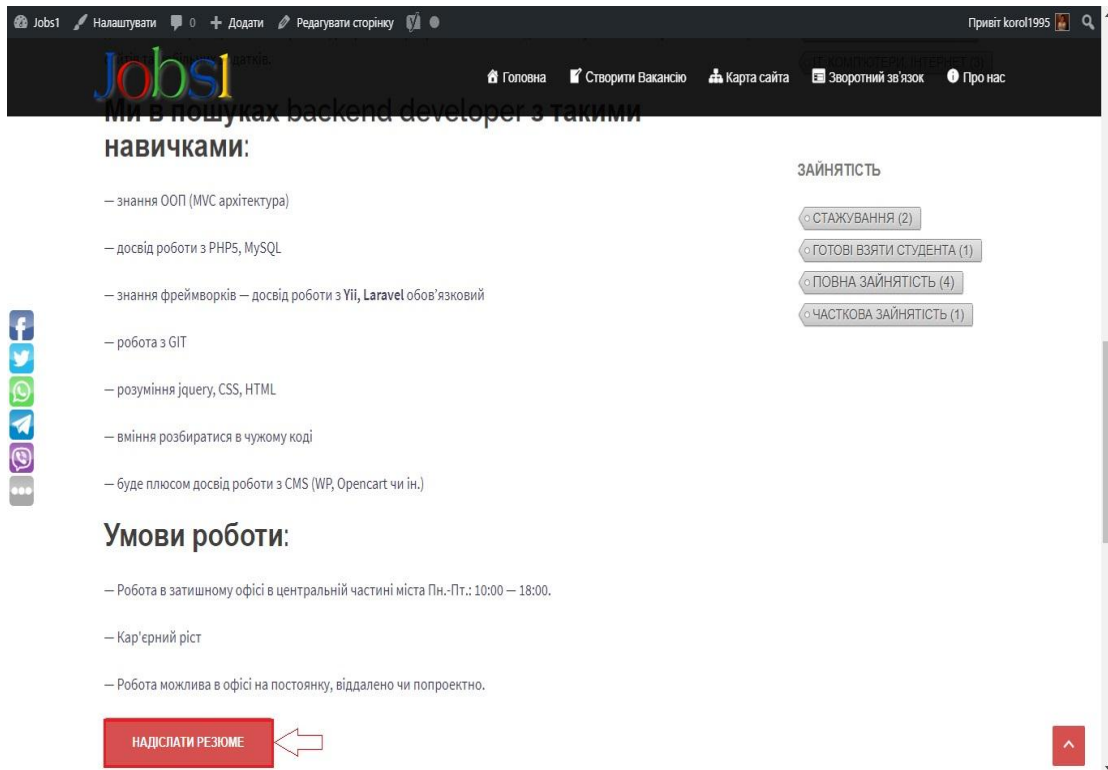 Jobs1 Налаштувати 0 Додати Редагувати сторінку Привіт korol1995
Jobs1
Головна Створити Вакансію Карта сайта Зворотний зв'язок Про нас
ІТ, КОМП'ЮТЕРИ, ІНТЕРНЕТ (3)
Ми в пошуках backend developer з такими
навичками:
— знання ООП (MVC архітектура)
— досвід роботи з PHP5, MySQL
— знання фреймворків — досвід роботи з Yii, Laravel обов'язковий
— робота з GIT
— розуміння jquery, CSS, HTML
— вміння розбиратися в чужому коді
— буде плюсом досвід роботи з CMS (WP, Opencart чи ін.)
Умови роботи:
— Робота в затишному офісі в центральній частині міста Пн.-Пт.: 10:00 — 18:00.
— Кар'єрний ріст
— Робота можлива в офісі на постоянку, віддалено чи попроектно.
НАДІСЛАТИ РЕЗЮМЕ
ЗАЙНЯТІСТЬ
СТАЖУВАННЯ (2)
ГОТОВІ ВЗЯТИ СТУДЕНТА (1)
ПОВНА ЗАЙНЯТІСТЬ (4)
ЧАСТКОВА ЗАЙНЯТІСТЬ (1)